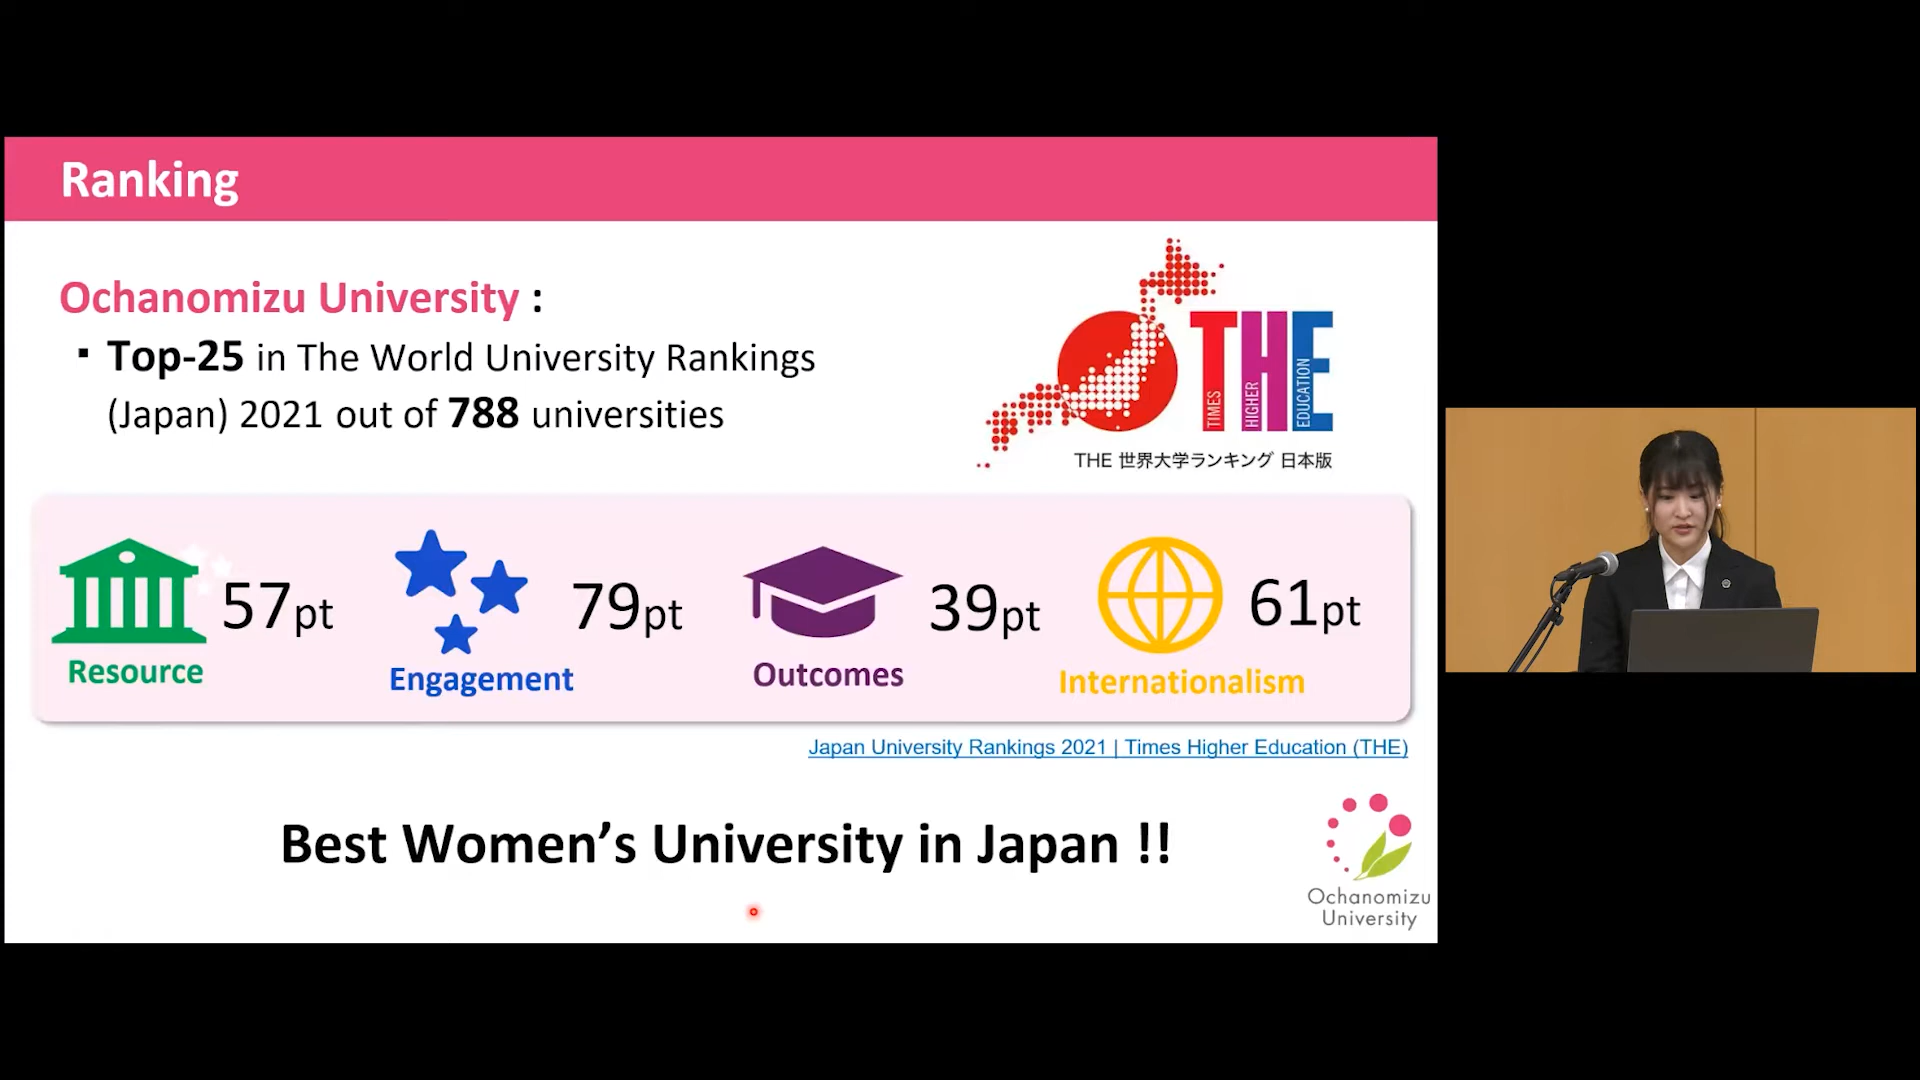 Ranking
Ochanomizu University :
▪ Top-25 in The World University Rankings
(Japan) 2021 out of 788 universities
THE
TIMES
HIGHER
EDUCATION
THE 世界大学ランキング 日本版
57pt
79pt
39pt
61pt
Resource
Engagement
Outcomes
Internationalism
Japan University Rankings 2021 | Times Higher Education (THE)
Best Women’s University in Japan !!
Ochanomizu
University